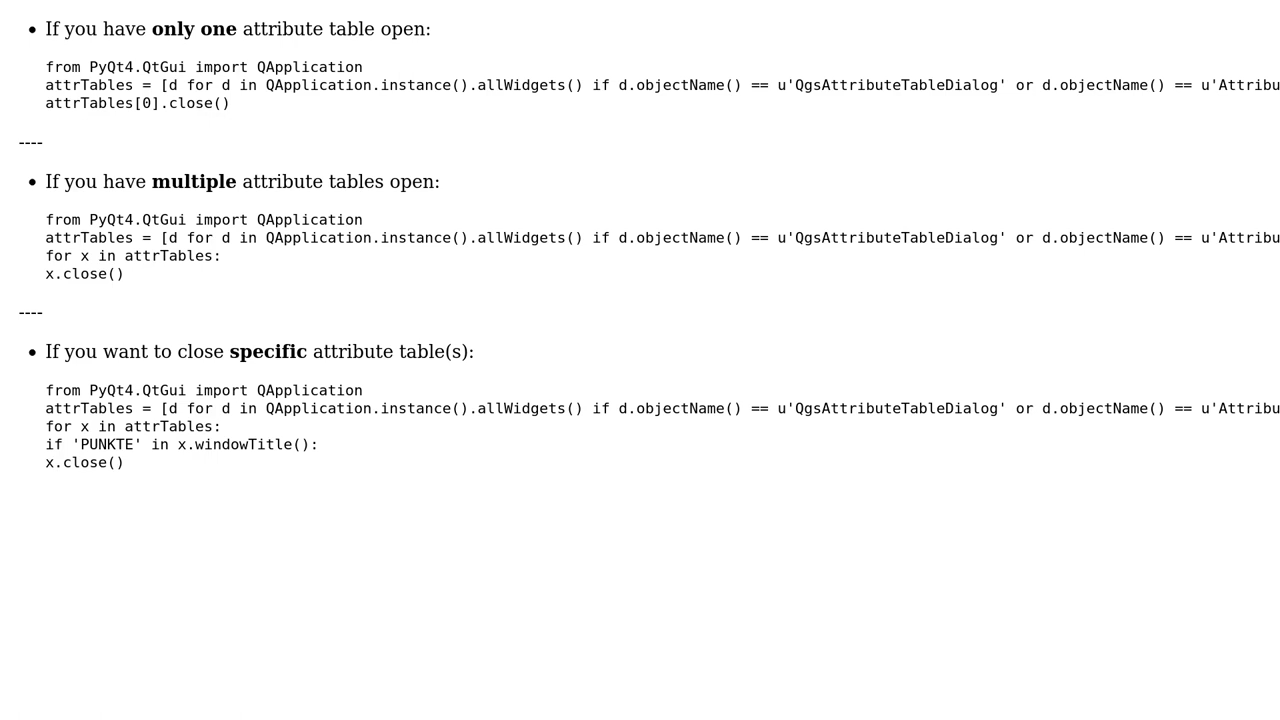 • If you have only one attribute table open:
from PyQt4.QtGui import QApplication
attrTables = [d for d in QApplication.instance().allWidgets() if d.objectName() == u'QgsAttributeTableDialog' or d.objectName() == u'Attribu
attrTables[0].close()
----
• If you have multiple attribute tables open:
from PyQt4.QtGui import QApplication
attrTables = [d for d in QApplication.instance().allWidgets() if d.objectName() == u'QgsAttributeTableDialog' or d.objectName() == u'Attribu
for x in attrTables:
x.close()
----
• If you want to close specific attribute table(s):
from PyQt4.QtGui import QApplication
attrTables = [d for d in QApplication.instance().allWidgets() if d.objectName() == u'QgsAttributeTableDialog' or d.objectName() == u'Attribu
for x in attrTables:
if 'PUNKTE' in x.windowTitle():
x.close()